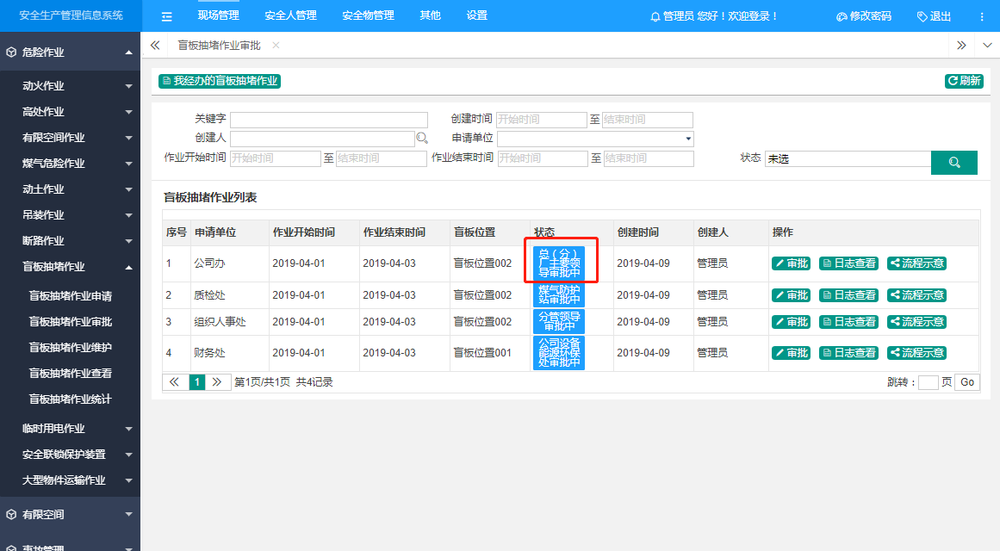 安全生产管理信息系统 现场管理 安全人管理 安全物管理 其他 设置 管理员 您好！欢迎登录！ 修改密码 退出
盲板抽堵作业审批
危险作业
动火作业
高处作业
有限空间作业
煤气危险作业
动土作业
吊装作业
断路作业
盲板抽堵作业
盲板抽堵作业申请
盲板抽堵作业审批
盲板抽堵作业维护
盲板抽堵作业查看
盲板抽堵作业统计
临时用电作业
安全联锁保护装置
大型物件运输作业
有限空间
事故管理
我经办的盲板抽堵作业 刷新
关键字 创建时间 开始时间 至 结束时间
创建人 申请单位
作业开始时间 开始时间 至 结束时间 作业结束时间 开始时间 至 结束时间 状态 未选
盲板抽堵作业列表
序号 申请单位 作业开始时间 作业结束时间 盲板位置 状态 创建时间 创建人 操作
1 公司办 2019-04-01 2019-04-03 盲板位置002 总（分）厂主要领导审批中 2019-04-09 管理员 审批 日志查看 流程示意
2 质检处 2019-04-01 2019-04-03 盲板位置002 煤气防护站审批中 2019-04-09 管理员 审批 日志查看 流程示意
3 组织人事处 2019-04-01 2019-04-03 盲板位置002 分管领导审批中 2019-04-09 管理员 审批 日志查看 流程示意
4 财务处 2019-04-01 2019-04-03 盲板位置001 公司设备能源环保处审批中 2019-04-09 管理员 审批 日志查看 流程示意
1 第1页/共1页 共4记录 跳转： 页 Go